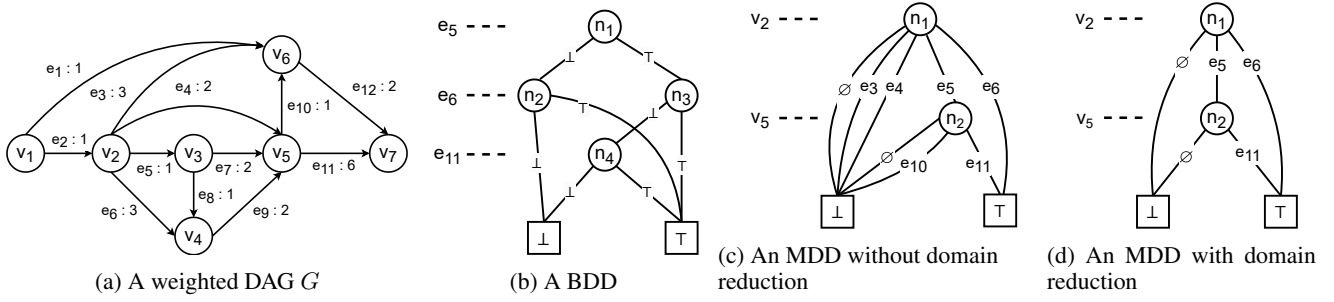 e₁ : 1
e₃ : 3
e₄ : 2
v₆
e₁₂ : 2
e₁₀ : 1
e₂ : 1
v₁
v₂
v₃
v₅
v₇
e₅ : 1
e₇ : 2
e₁₁ : 6
e₈ : 1
e₆ : 3
e₉ : 2
v₄
(a) A weighted DAG G
e₅
n₁
⊥
⊤
e₆
n₂
n₃
⊤
⊥
e₁₁
n₄
⊥
⊤
⊥
⊤
⊥
⊤
(b) A BDD
v₂
n₁
∅
e₃
e₄
e₅
e₆
v₅
n₂
∅
e₁₀
e₁₁
⊥
⊤
(c) An MDD without domain
reduction
v₂
n₁
∅
e₅
e₆
v₅
n₂
∅
e₁₁
⊥
⊤
(d) An MDD with domain
reduction